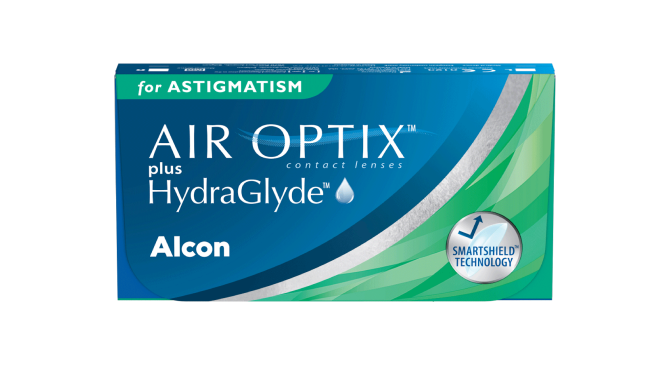 for ASTIGMATISM
AIR OPTIX™
contact lenses
plus
HydraGlyde™
Alcon
SMARTSHIELD™
TECHNOLOGY